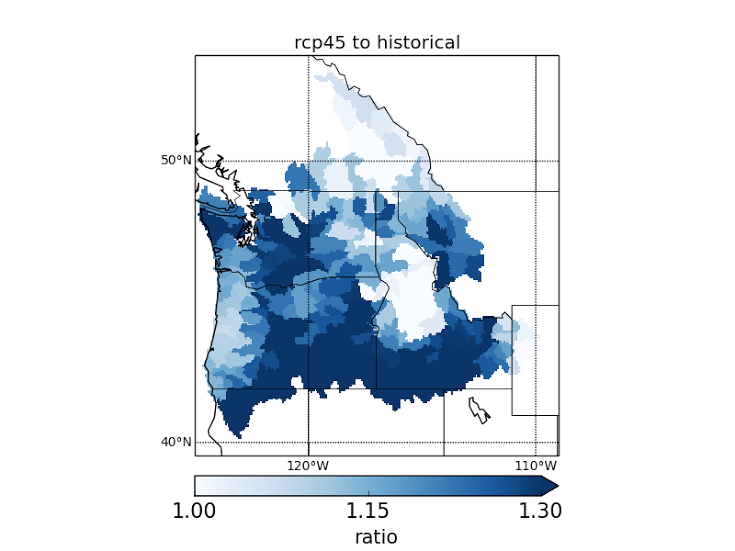 rcp45 to historical
50°N
40°N
120°W 110°W
1.00 1.15 1.30
ratio